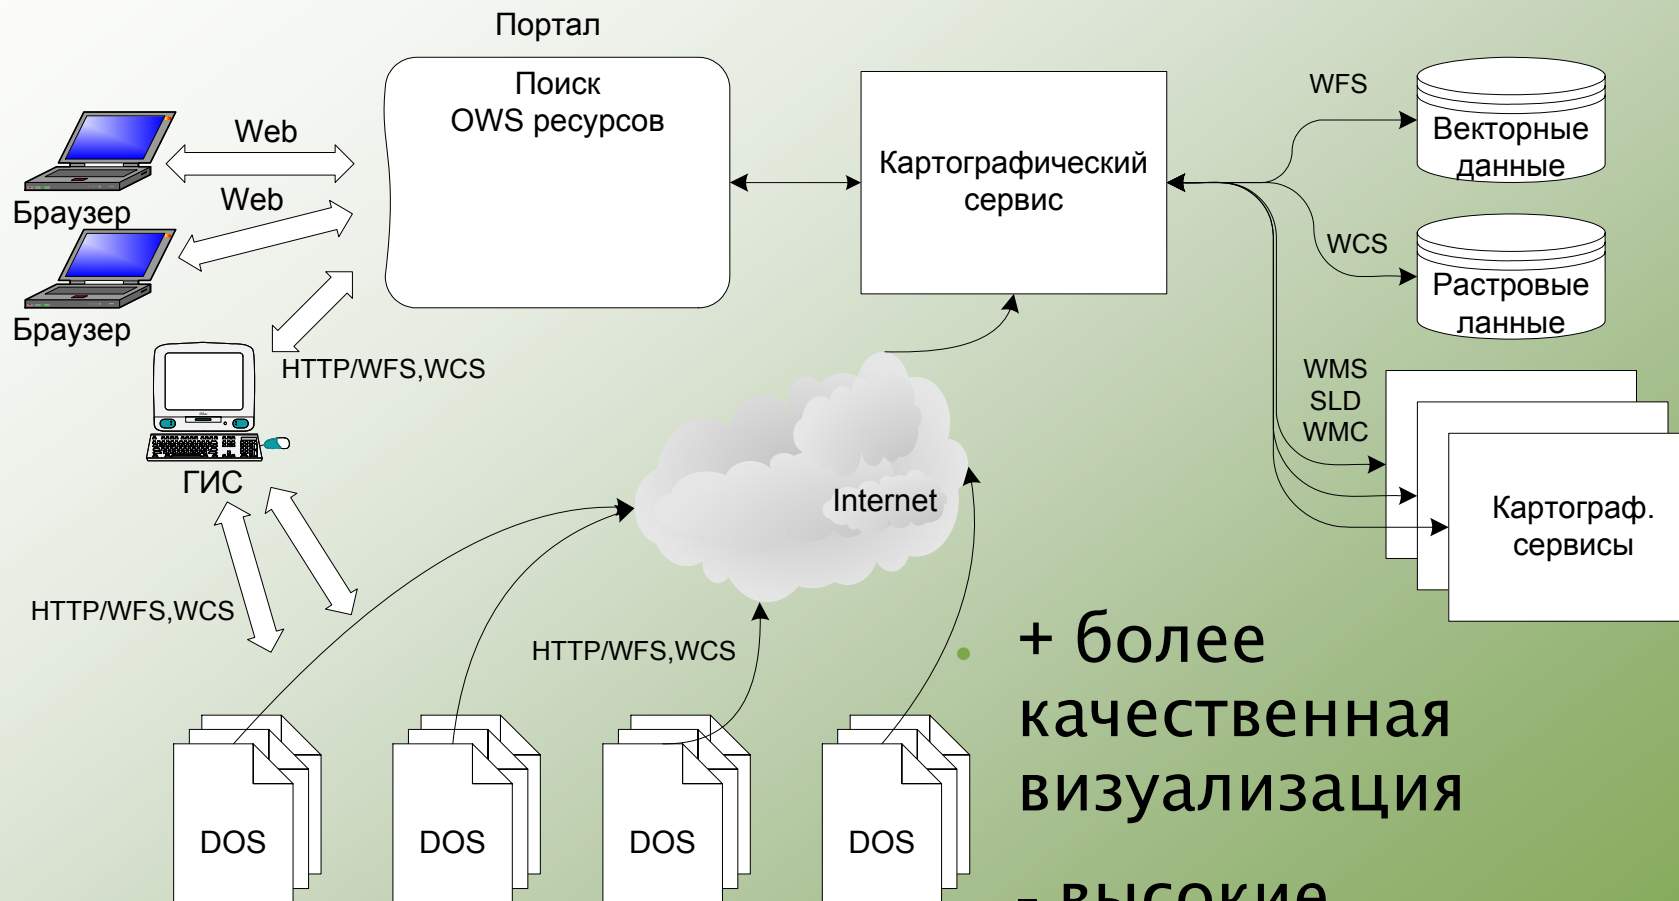 Портал
Поиск
OWS ресурсов
Web
Браузер
Web
Браузер
HTTP/WFS,WCS
ГИС
HTTP/WFS,WCS
Картографический
сервис
WFS
Векторные
данные
WCS
Растровые
ланные
WMS
SLD
WMC
Картограф.
сервисы
Internet
HTTP/WFS,WCS
DOS
DOS
DOS
DOS
+ более
качественная
визуализация
- высокие